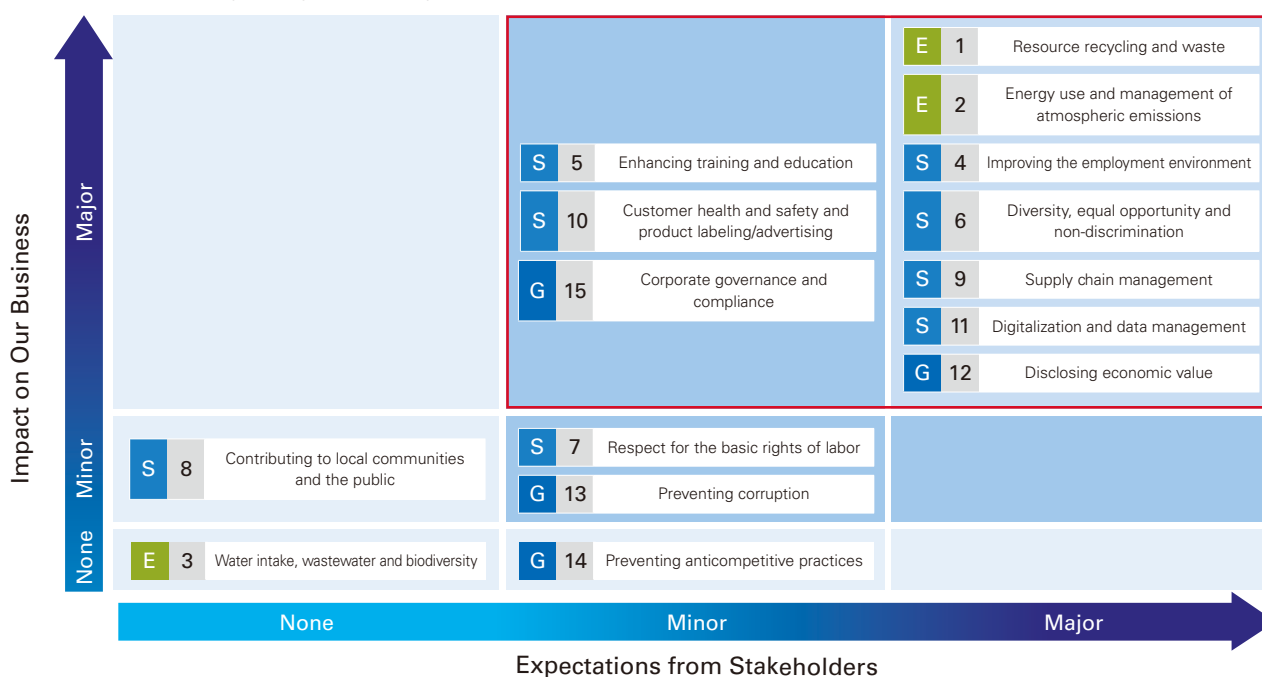 Impact on Our Business
Major
Minor
None
E 1 Resource recycling and waste
E 2 Energy use and management of
atmospheric emissions
S 5 Enhancing training and education
S 4 Improving the employment environment
S 10 Customer health and safety and
product labeling/advertising
S 6 Diversity, equal opportunity and
non-discrimination
G 15 Corporate governance and
compliance
S 9 Supply chain management
S 11 Digitalization and data management
G 12 Disclosing economic value
S 8 Contributing to local communities
and the public
S 7 Respect for the basic rights of labor
G 13 Preventing corruption
E 3 Water intake, wastewater and biodiversity
G 14 Preventing anticompetitive practices
None
Minor
Major
Expectations from Stakeholders